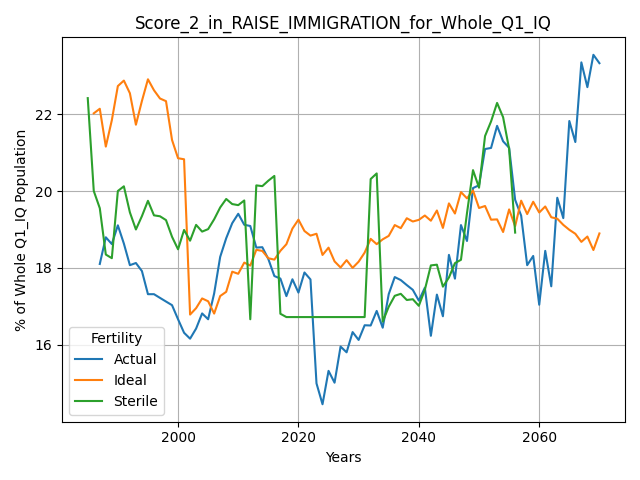 Score_2_in_RAISE_IMMIGRATION_for_Whole_Q1_IQ
% of Whole Q1_IQ Population
22
20
18
16
Fertility
Actual
Ideal
Sterile
2000
2020
2040
2060
Years